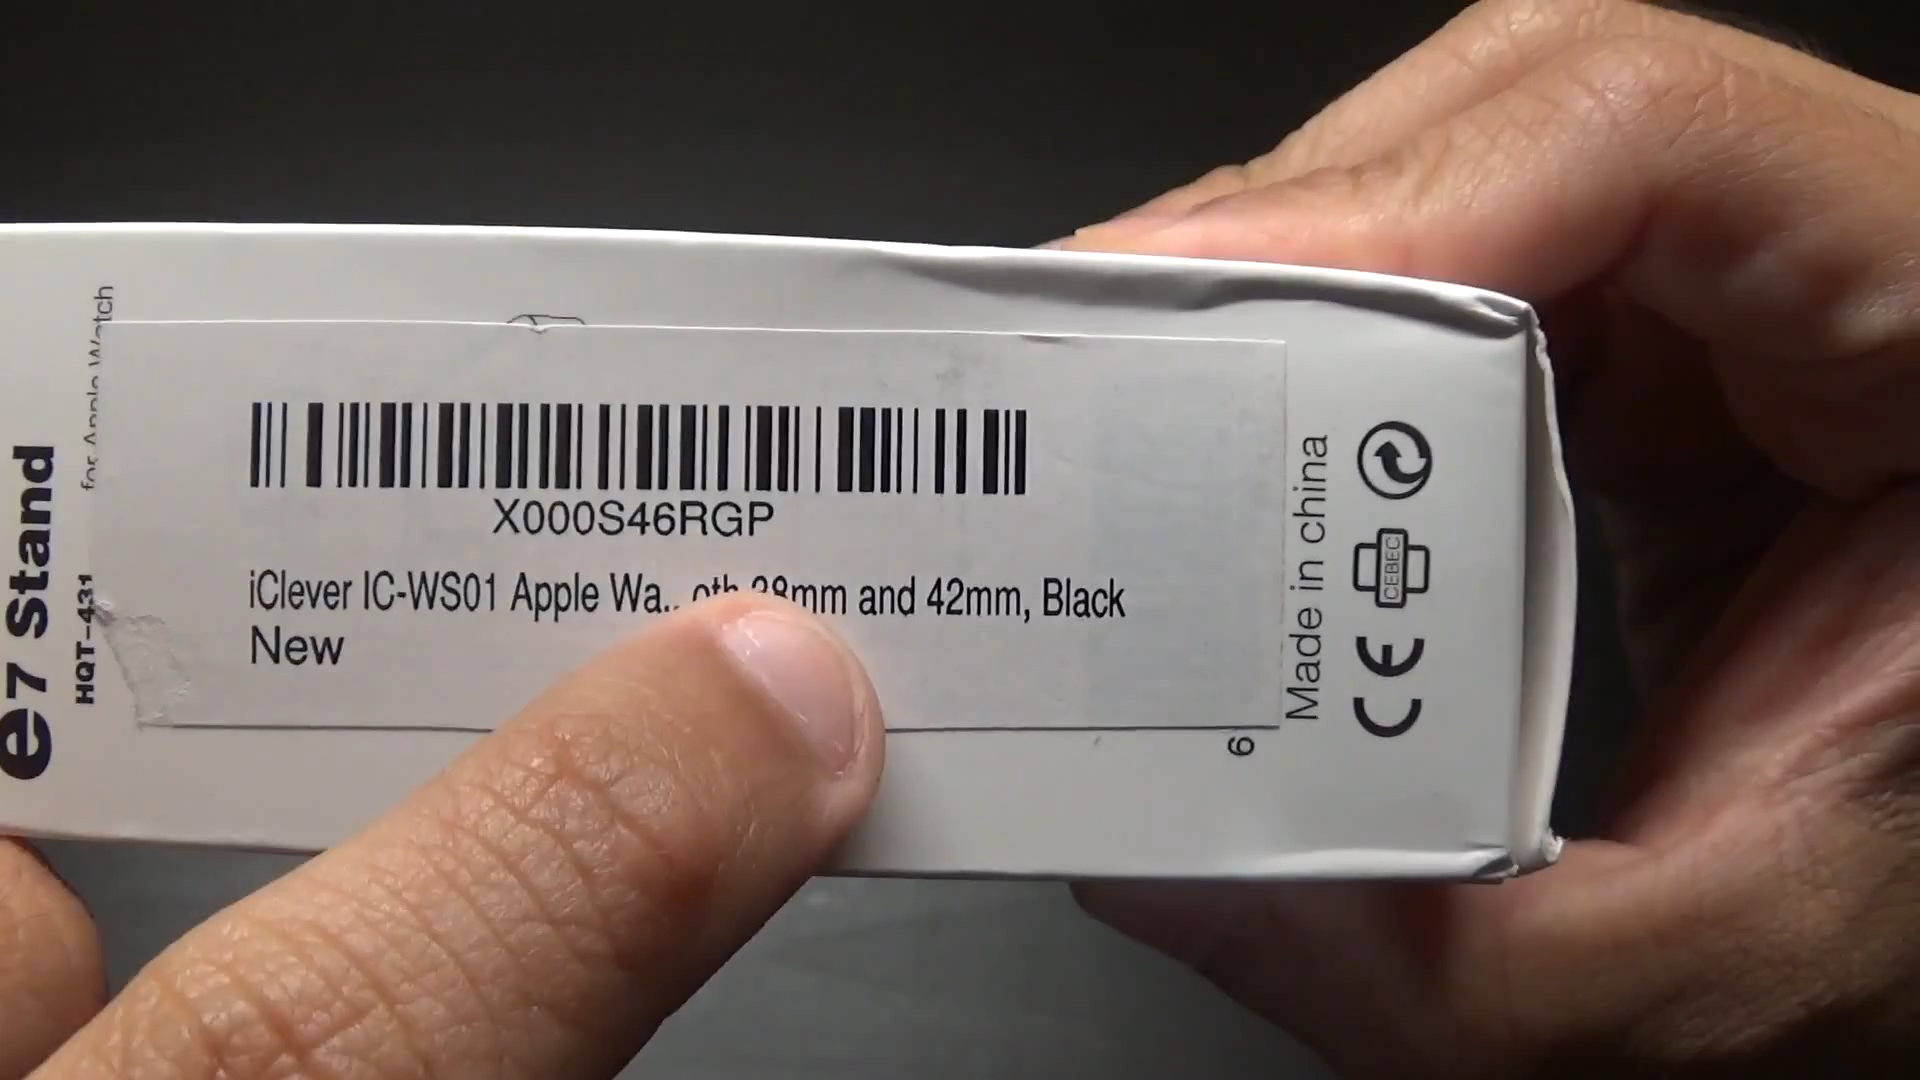 e7 Stand
HQT-431
for Apple Watch
X000S46RGP
iClever IC-WS01 Apple Wa... oth 38mm and 42mm, Black
New
Made in china
CEBEC
CE